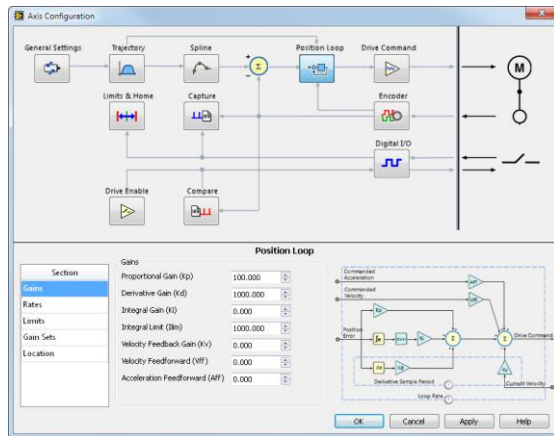 Axis Configuration
General Settings
Trajectory
Spline
Position Loop
Drive Command
M
Limits & Home
Capture
Encoder
Digital I/O
Drive Enable
Compare
Position Loop
Section
Gains
Rates
Limits
Gain Sets
Location
Gains
Proportional Gain (Kp) 100.000
Derivative Gain (Kd) 1000.000
Integral Gain (Ki) 0.000
Integral Limit (Ilim) 1000.000
Velocity Feedback Gain (Kv) 0.000
Velocity Feedforward (Vff) 0.000
Acceleration Feedforward (Aff) 0.000
Commanded Acceleration
Commanded Velocity
Position Error
Kp
Drive Command
Derivative Sample Period
Current Velocity
Loop Rate
OK
Cancel
Apply
Help